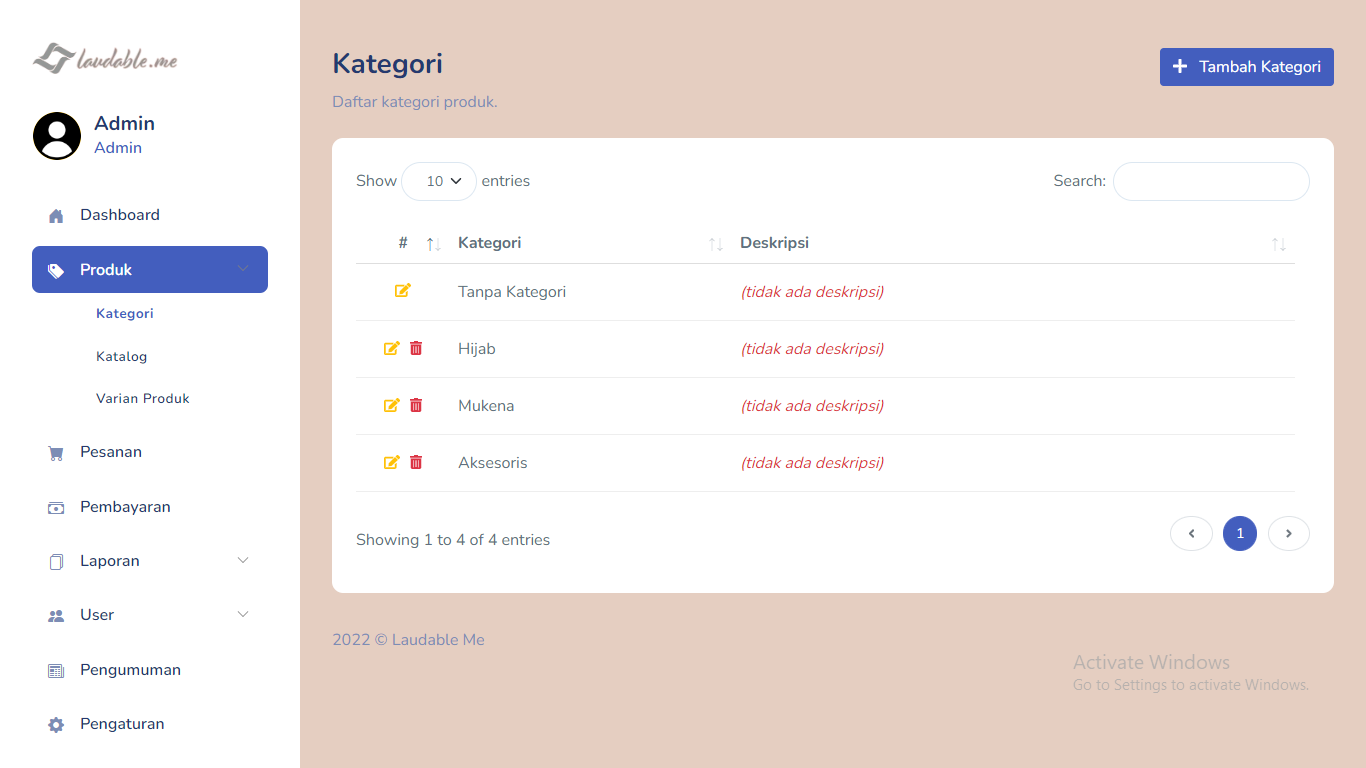 laudable.me
Admin
Admin
Dashboard
Produk
Kategori
Katalog
Varian Produk
Pesanan
Pembayaran
Laporan
User
Pengumuman
Pengaturan
Kategori
Tambah Kategori
Daftar kategori produk.
Show 10 entries
Search:
# Kategori Deskripsi
Tanpa Kategori (tidak ada deskripsi)
Hijab (tidak ada deskripsi)
Mukena (tidak ada deskripsi)
Aksesoris (tidak ada deskripsi)
Showing 1 to 4 of 4 entries
1
2022 © Laudable Me
Activate Windows
Go to Settings to activate Windows.